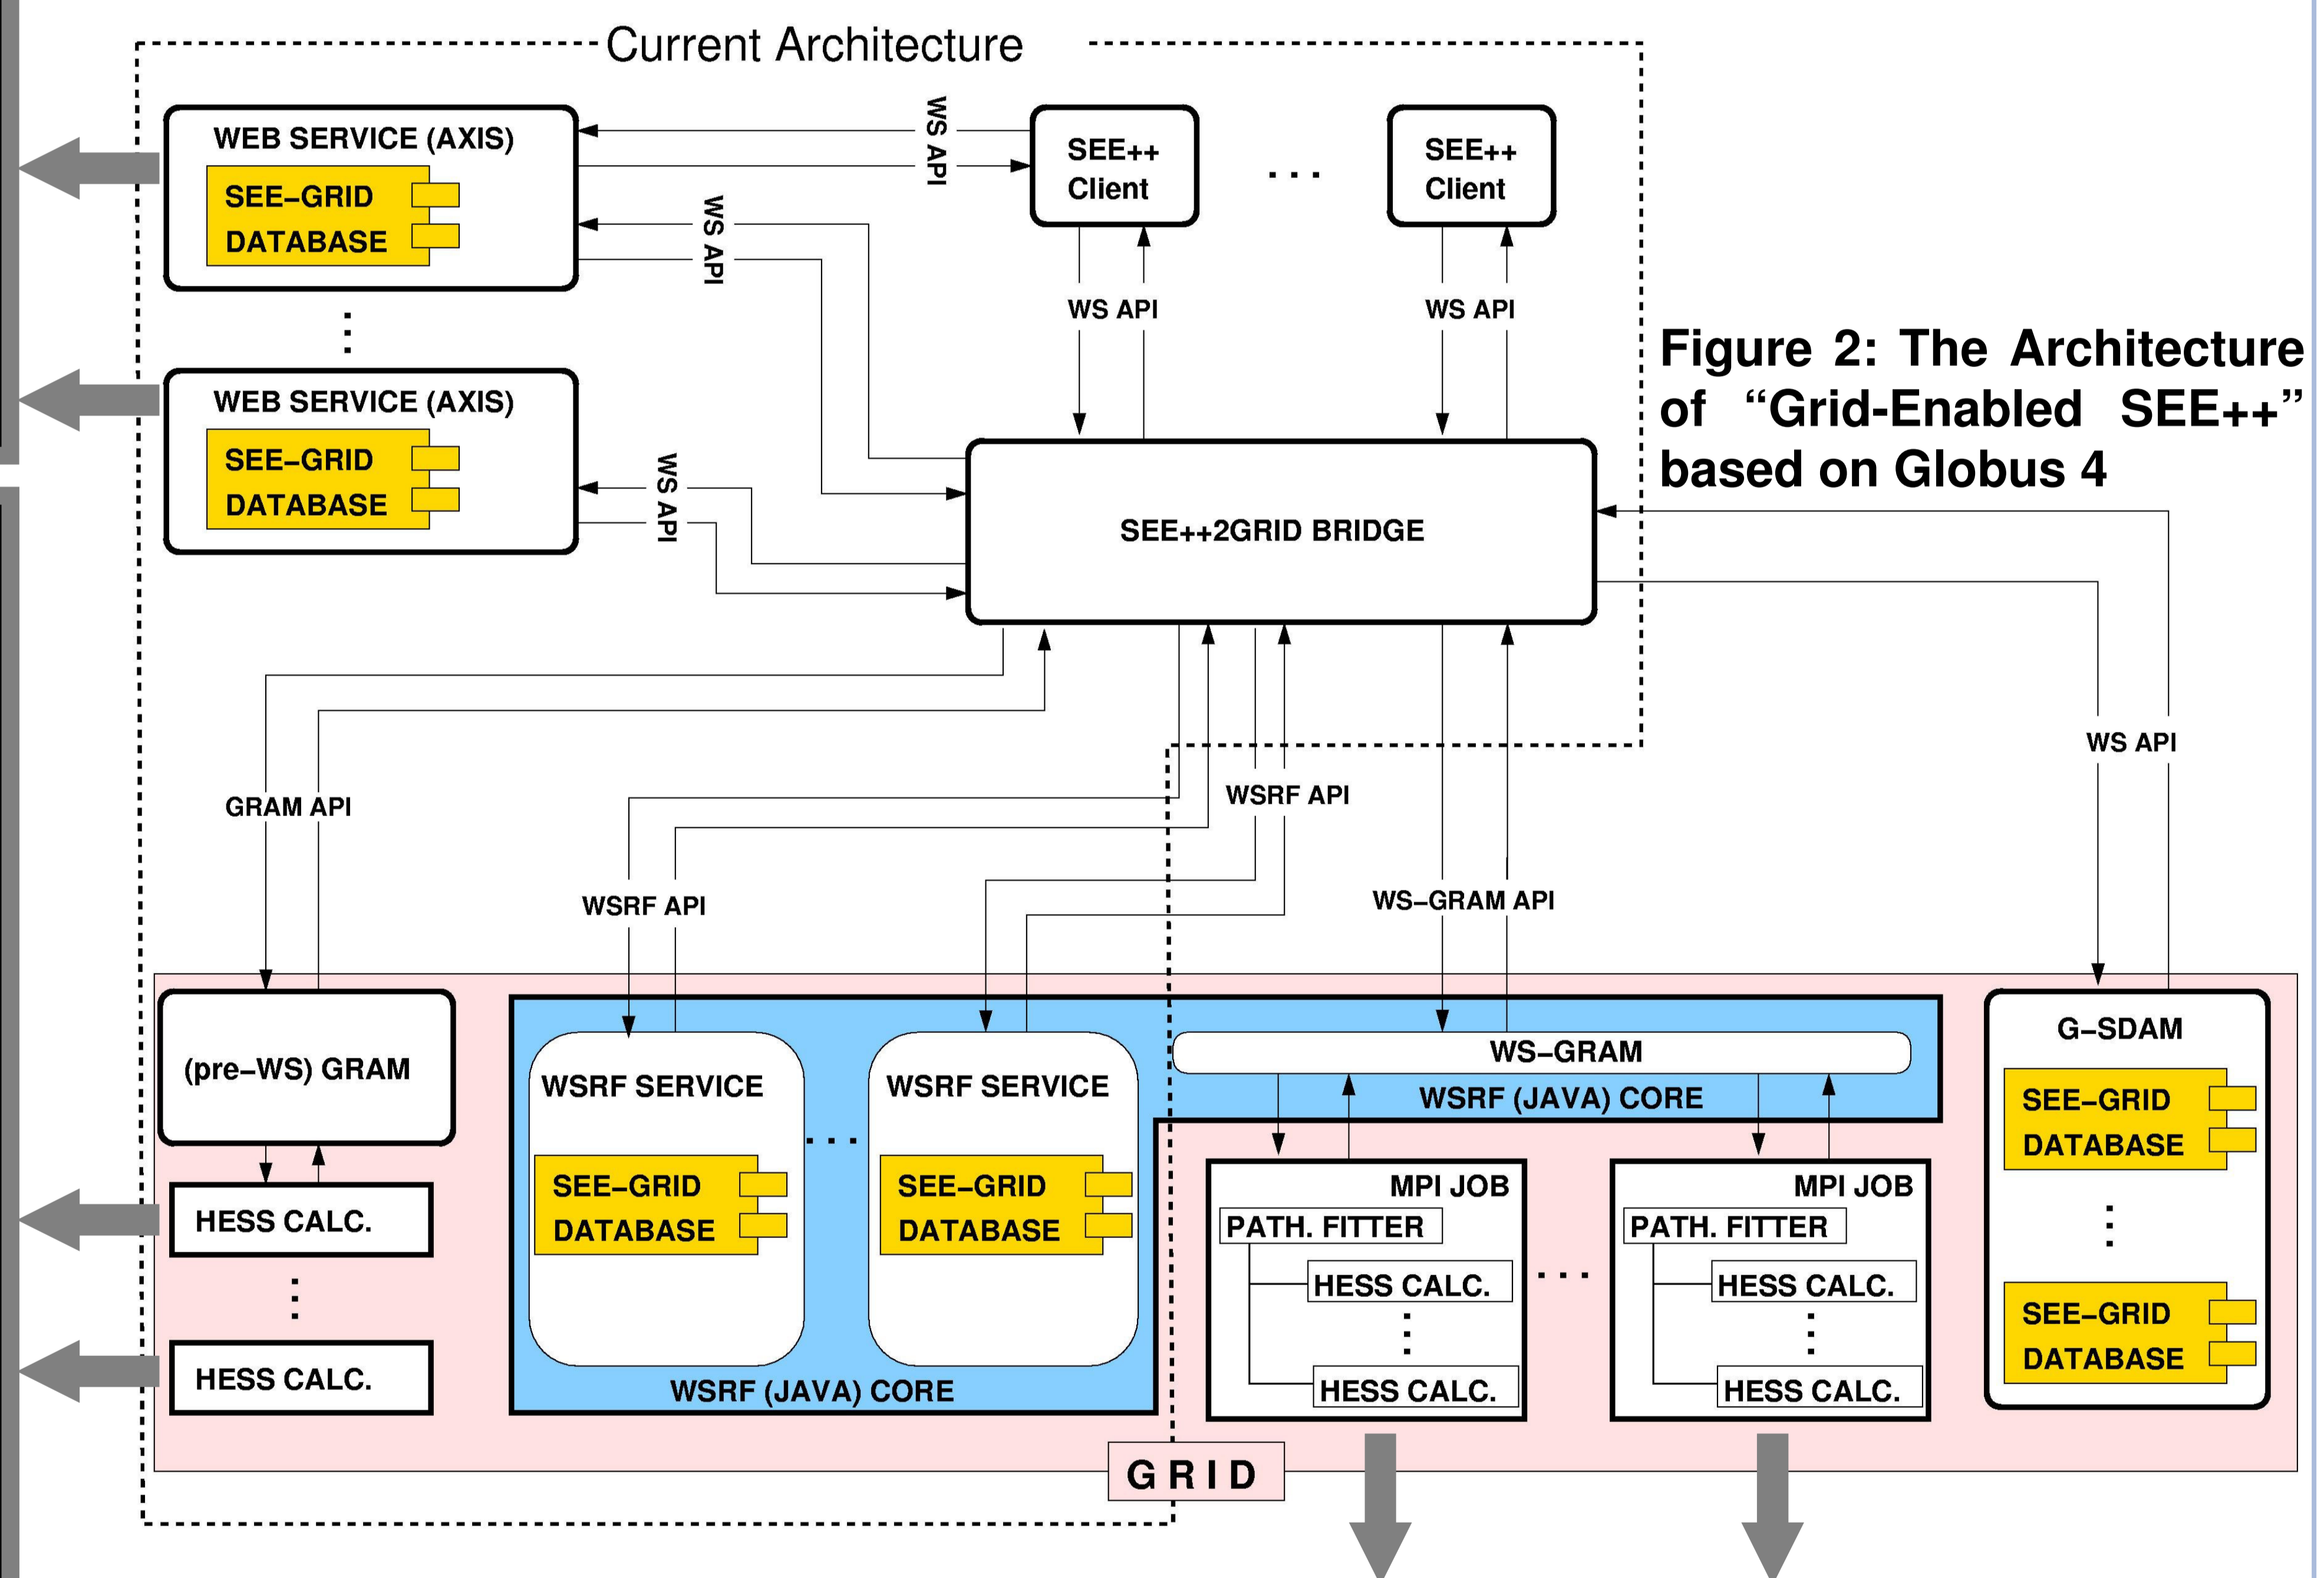 Current Architecture
WEB SERVICE (AXIS)
SEE–GRID
DATABASE
WS API
WS API
SEE++
Client
. . .
SEE++
Client
WS API
WS API
Figure 2: The Architecture
of “Grid-Enabled SEE++”
based on Globus 4
WEB SERVICE (AXIS)
SEE–GRID
DATABASE
WS API
SEE++2GRID BRIDGE
WS API
GRAM API
WSRF API
WSRF API
WS–GRAM API
(pre–WS) GRAM
HESS CALC.
HESS CALC.
WSRF SERVICE
SEE–GRID
DATABASE
. . .
WSRF SERVICE
SEE–GRID
DATABASE
WSRF (JAVA) CORE
WS–GRAM
WSRF (JAVA) CORE
MPI JOB
PATH. FITTER
HESS CALC.
HESS CALC.
. . .
MPI JOB
PATH. FITTER
HESS CALC.
HESS CALC.
G–SDAM
SEE–GRID
DATABASE
SEE–GRID
DATABASE
G R I D